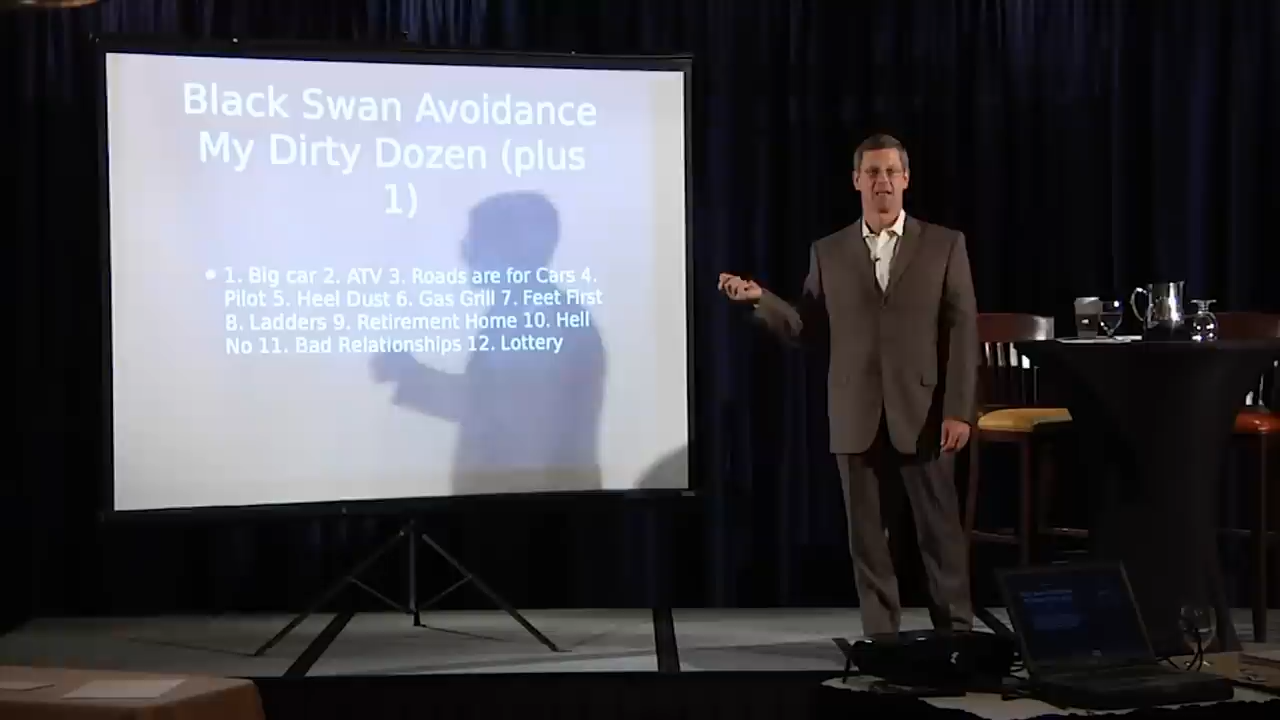 Black Swan Avoidance
My Dirty Dozen (plus
1)
• 1. Big car 2. ATV 3. Roads are for Cars 4.
Pilot 5. Heel Dust 6. Gas Grill 7. Feet First
8. Ladders 9. Retirement Home 10. Hell
No 11. Bad Relationships 12. Lottery